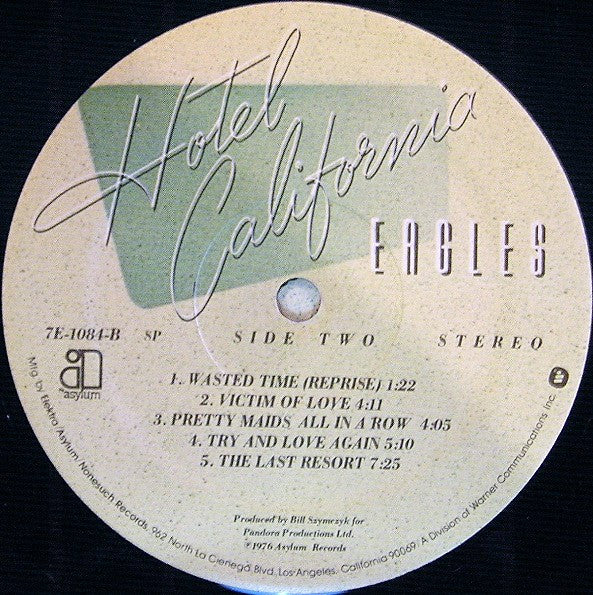 Hotel
California
EAGLES
7E-1084-B SP SIDE TWO STEREO
asylum
1. WASTED TIME (REPRISE) 1:22
2. VICTIM OF LOVE 4:11
3. PRETTY MAIDS ALL IN A ROW 4:05
4. TRY AND LOVE AGAIN 5:10
5. THE LAST RESORT 7:25
Produced by Bill Szymczyk for
Pandora Productions Ltd.
℗1976 Asylum Records
Mfg. by Elektra/Asylum/Nonesuch Records, 962 North La Cienega Blvd., Los Angeles, California 90069. A Division of Warner Communications Inc.